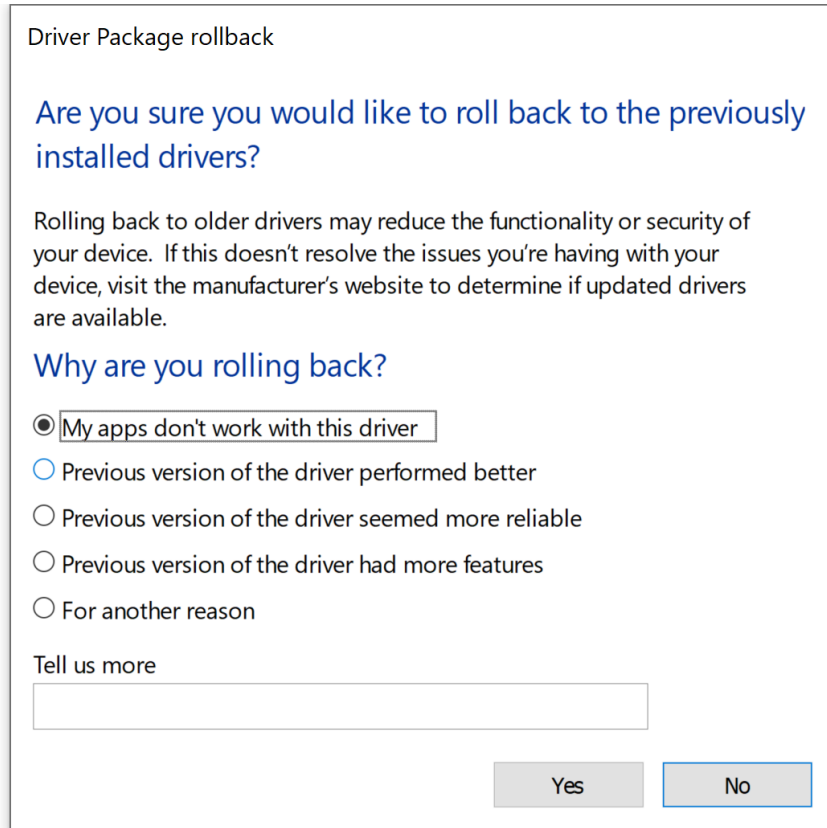 Driver Package rollback
Are you sure you would like to roll back to the previously
installed drivers?
Rolling back to older drivers may reduce the functionality or security of
your device.  If this doesn't resolve the issues you're having with your
device, visit the manufacturer's website to determine if updated drivers
are available.
Why are you rolling back?
My apps don't work with this driver
Previous version of the driver performed better
Previous version of the driver seemed more reliable
Previous version of the driver had more features
For another reason
Tell us more
Yes No